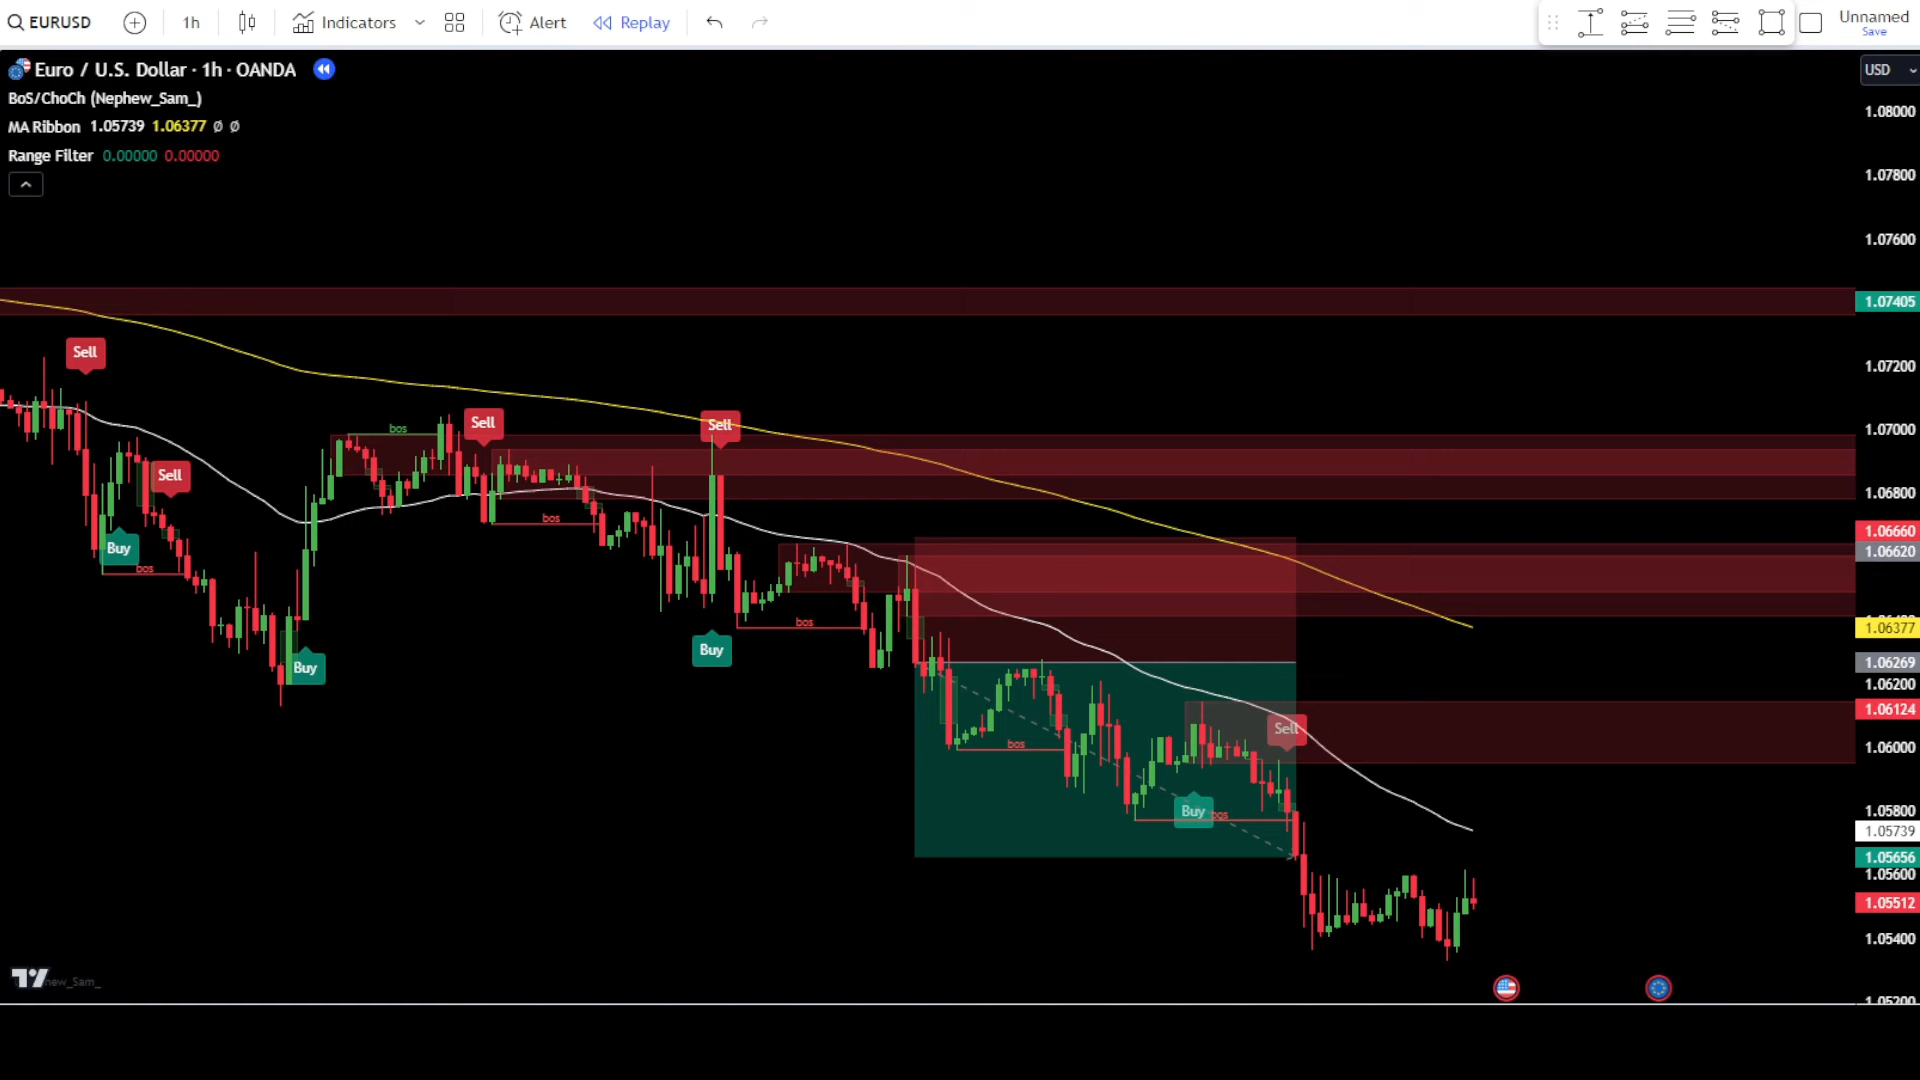 EURUSD 1h Indicators Alert Replay Unnamed
Save
Euro / U.S. Dollar · 1h · OANDA USD
BoS/ChoCh (Nephew_Sam_)
MA Ribbon 1.05739 1.06377 Ø Ø
Range Filter 0.00000 0.00000
1.08000
1.07800
1.07600
1.07405
1.07200
1.07000
1.06800
1.06660
1.06620
1.06377
1.06269
1.06200
1.06124
1.06000
1.05800
1.05739
1.05656
1.05600
1.05512
1.05400
1.05200
Sell
bos
Sell
Sell
Sell
bos
Buy
bos
bos
Buy
Buy
Sell
bos
Buy
bos
TV